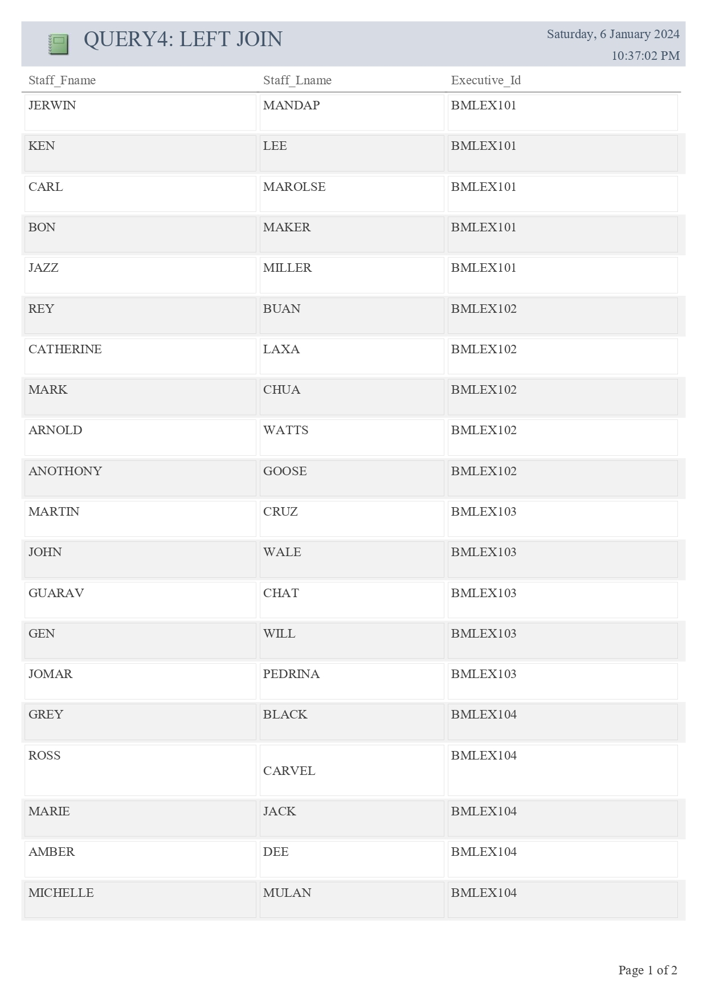 QUERY4: LEFT JOIN
Saturday, 6 January 2024
10:37:02 PM
Staff_Fname Staff_Lname Executive_Id
JERWIN MANDAP BMLEX101
KEN LEE BMLEX101
CARL MAROLSE BMLEX101
BON MAKER BMLEX101
JAZZ MILLER BMLEX101
REY BUAN BMLEX102
CATHERINE LAXA BMLEX102
MARK CHUA BMLEX102
ARNOLD WATTS BMLEX102
ANOTHONY GOOSE BMLEX102
MARTIN CRUZ BMLEX103
JOHN WALE BMLEX103
GUARAV CHAT BMLEX103
GEN WILL BMLEX103
JOMAR PEDRINA BMLEX103
GREY BLACK BMLEX104
ROSS CARVEL BMLEX104
MARIE JACK BMLEX104
AMBER DEE BMLEX104
MICHELLE MULAN BMLEX104
Page 1 of 2